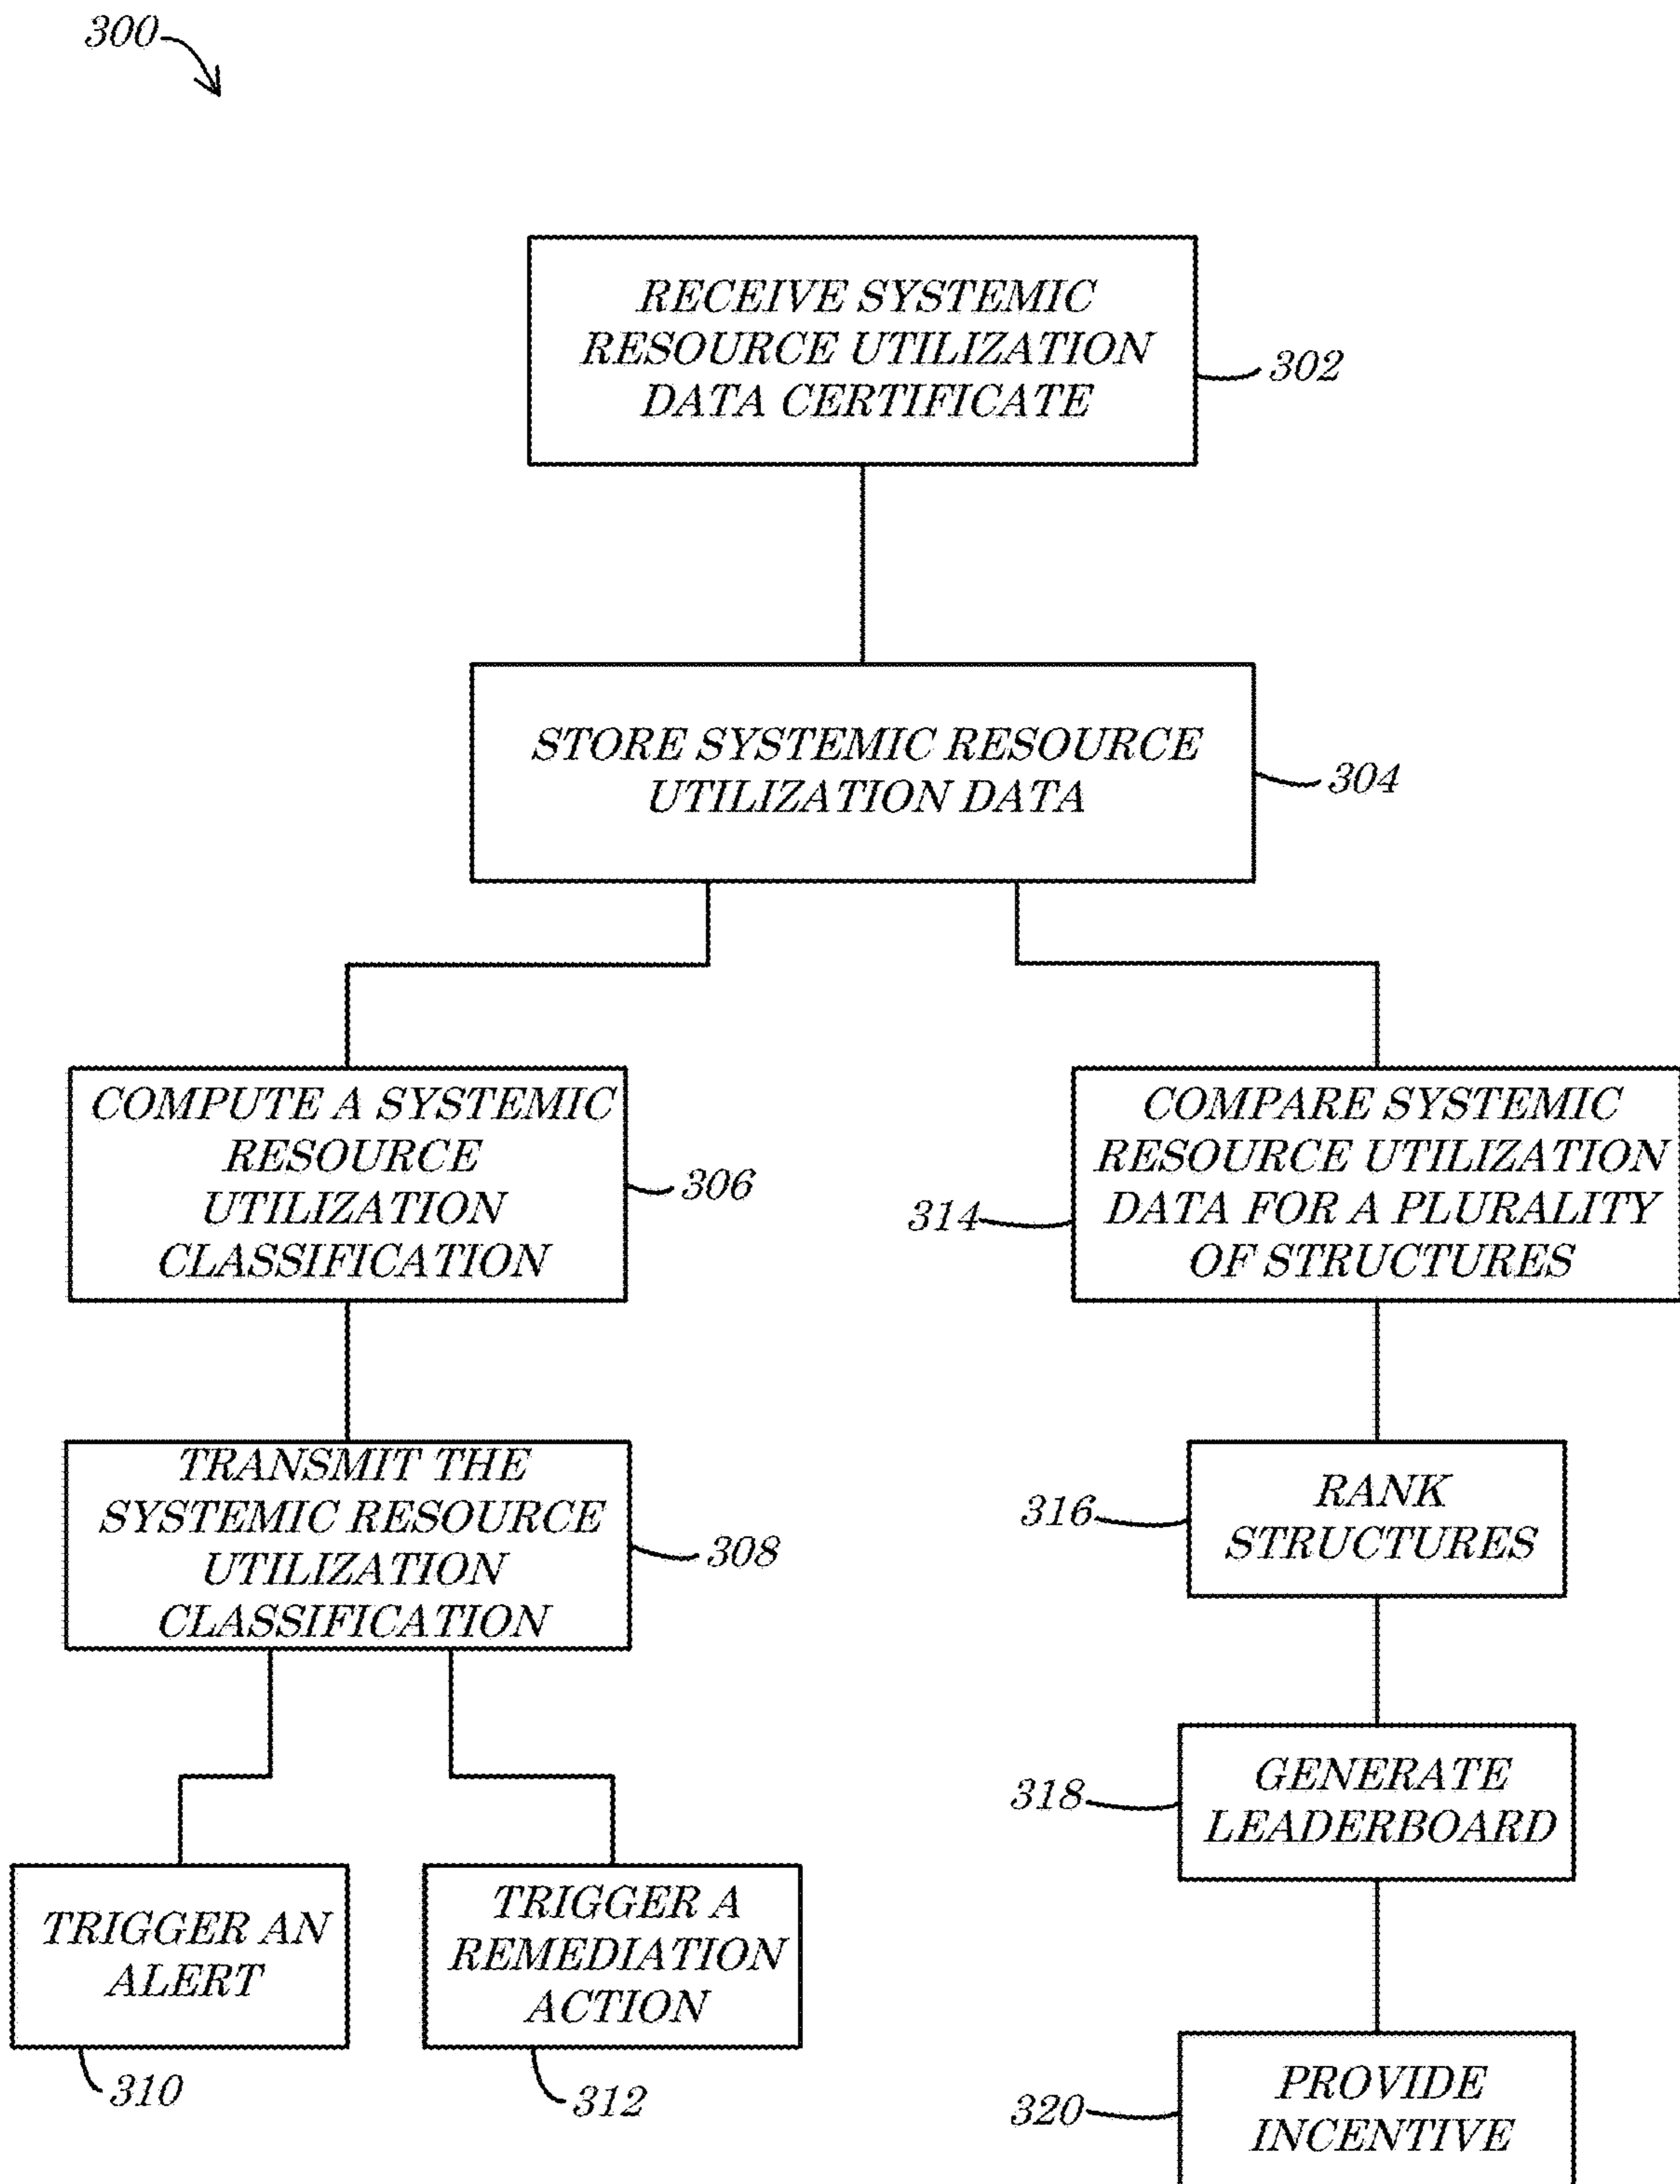 300
RECEIVE SYSTEMIC
RESOURCE UTILIZATION
DATA CERTIFICATE
302
STORE SYSTEMIC RESOURCE
UTILIZATION DATA
304
COMPUTE A SYSTEMIC
RESOURCE
UTILIZATION
CLASSIFICATION
306
TRANSMIT THE
SYSTEMIC RESOURCE
UTILIZATION
CLASSIFICATION
308
TRIGGER AN
ALERT
310
TRIGGER A
REMEDIATION
ACTION
312
COMPARE SYSTEMIC
RESOURCE UTILIZATION
DATA FOR A PLURALITY
OF STRUCTURES
314
RANK
STRUCTURES
316
GENERATE
LEADERBOARD
318
PROVIDE
INCENTIVE
320